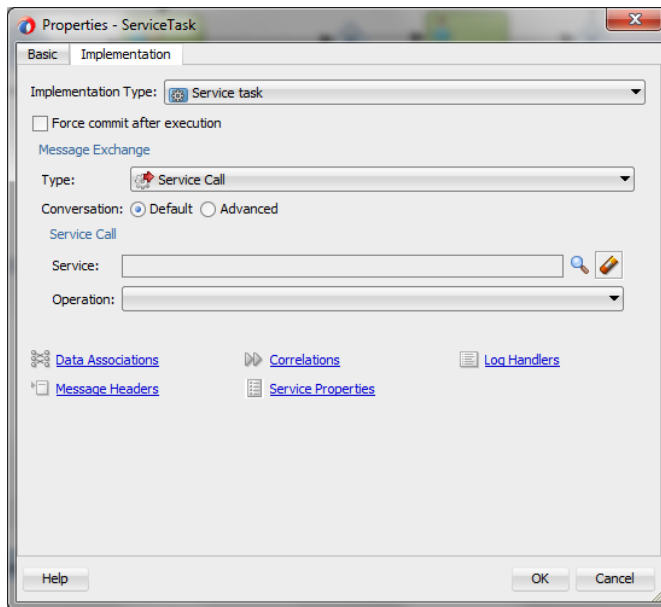 Properties - ServiceTask
Basic Implementation
Implementation Type: Service task
Force commit after execution
Message Exchange
Type: Service Call
Conversation: Default Advanced
Service Call
Service:
Operation:
Data Associations Correlations Log Handlers
Message Headers Service Properties
Help OK Cancel